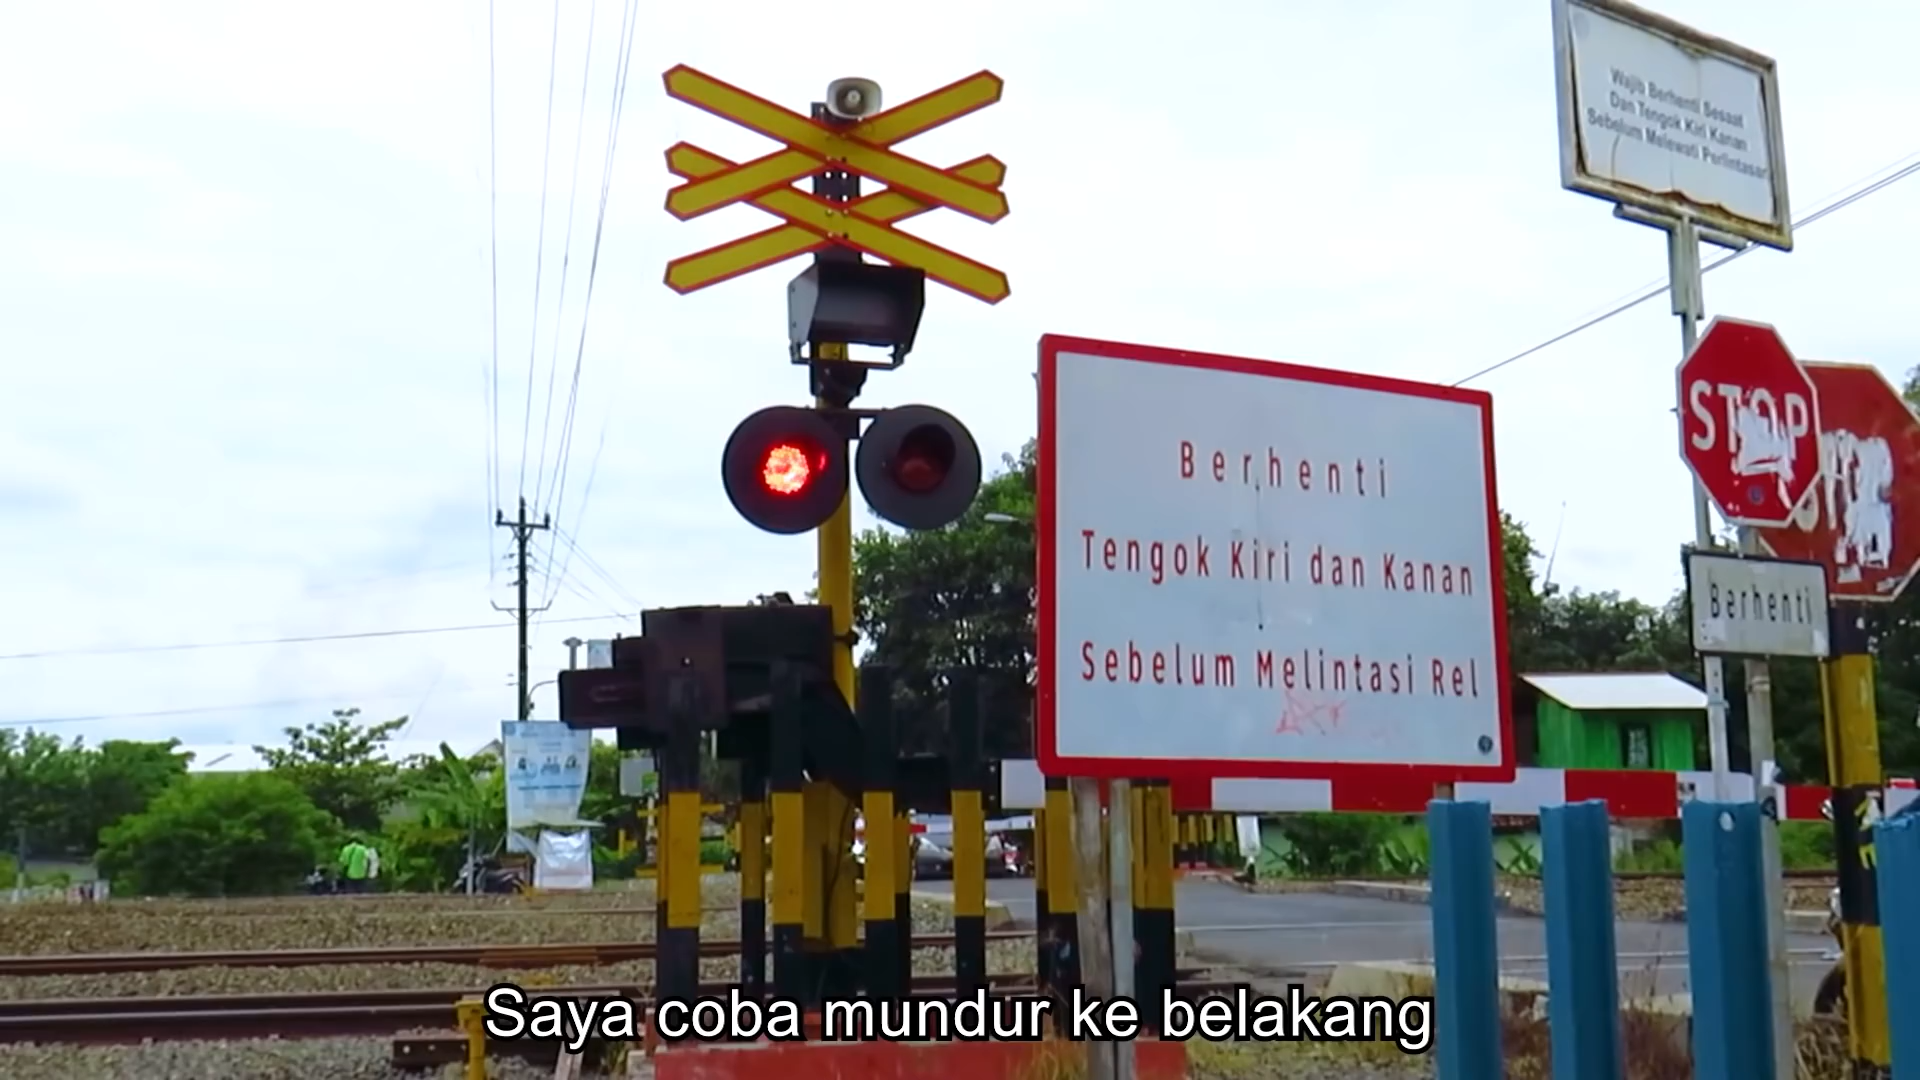 Wajib Berhenti Sesaat
Dan Tengok Kiri Kanan
Sebelum Melewati Perlintasan
STOP
Berhenti
Berhenti
Tengok Kiri dan Kanan
Sebelum Melintasi Rel
Saya coba mundur ke belakang